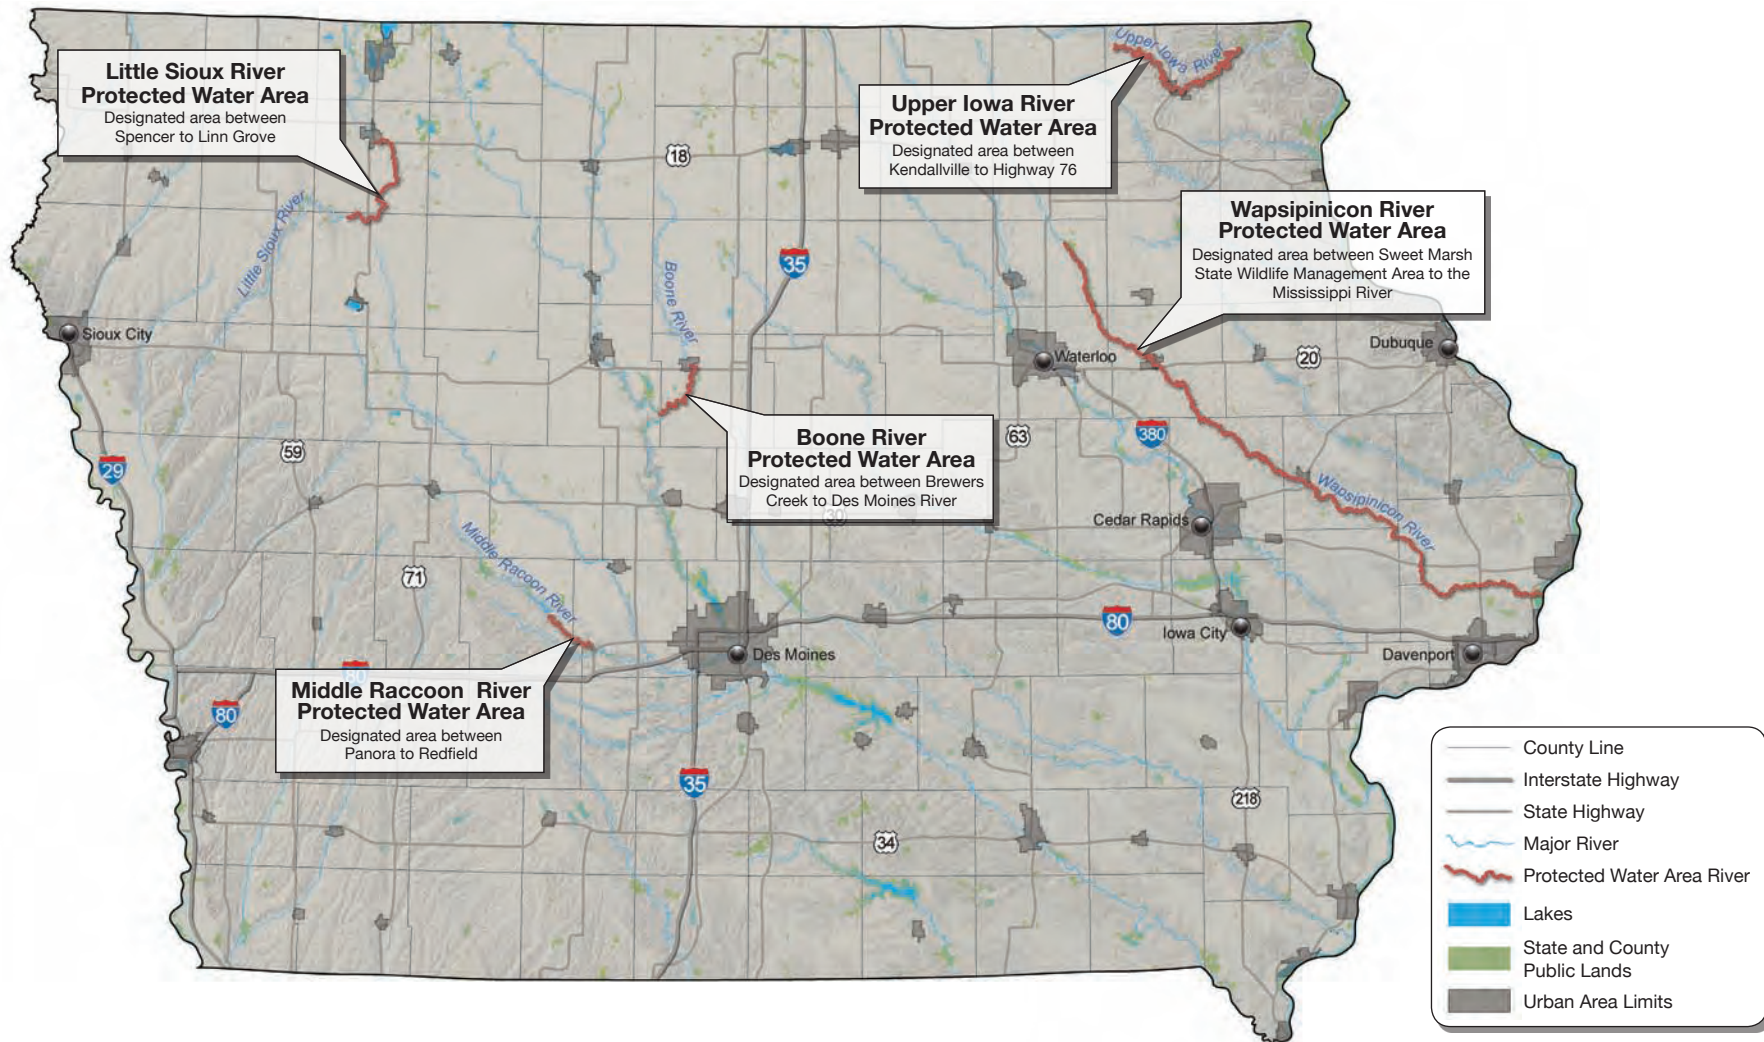 Little Sioux River
Protected Water Area
Designated area between
Spencer to Linn Grove
Upper Iowa River
Upper Iowa River
Protected Water Area
Designated area between
Kendallville to Highway 76
18
Wapsipinicon River
Protected Water Area
Designated area between Sweet Marsh
State Wildlife Management Area to the
Mississippi River
Little Sioux River
Boone River
35
Sioux City
Waterloo
20
Dubuque
Boone River
Protected Water Area
Designated area between Brewers
Creek to Des Moines River
63
380
59
29
30
Wapsipinicon River
Cedar Rapids
Middle Racoon River
71
80
Iowa City
Des Moines
Davenport
80
Middle Raccoon River
Protected Water Area
Designated area between
Panora to Redfield
80
35
218
34
County Line
Interstate Highway
State Highway
Major River
Protected Water Area River
Lakes
State and County
Public Lands
Urban Area Limits